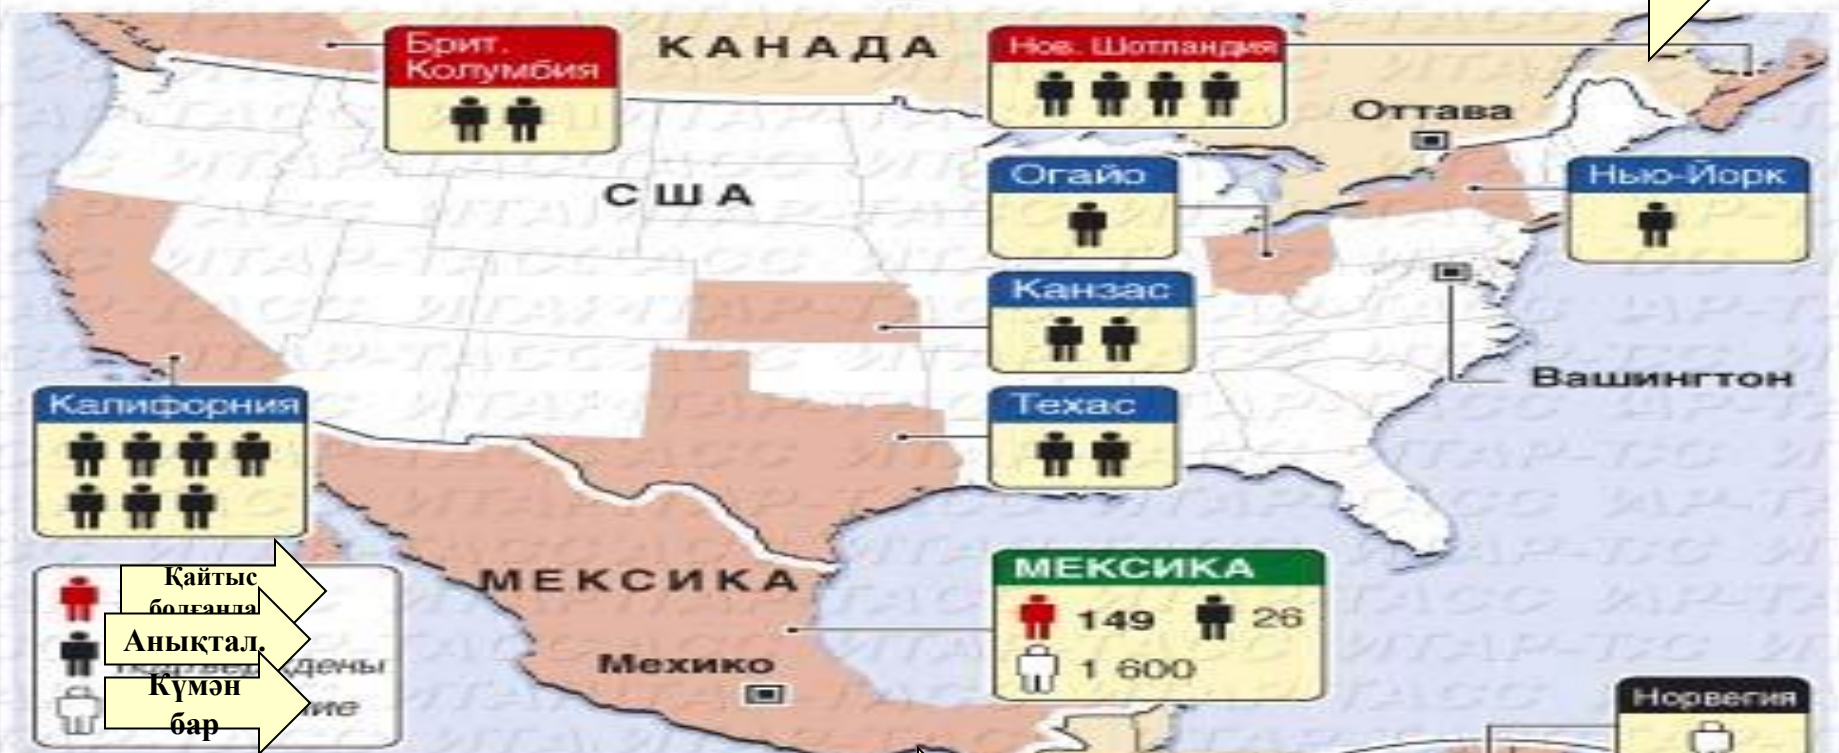 Брит.
Колумбия
КАНАДА
Нов. Шотландия
Оттава
США
Огайо
Нью-Йорк
Канзас
Вашингтон
Калифорния
Техас
МЕКСИКА
МЕКСИКА
149 26
1 600
Мехико
Қайтыс
болғанда
Анықтал.
Күмән
бар
Норвегия